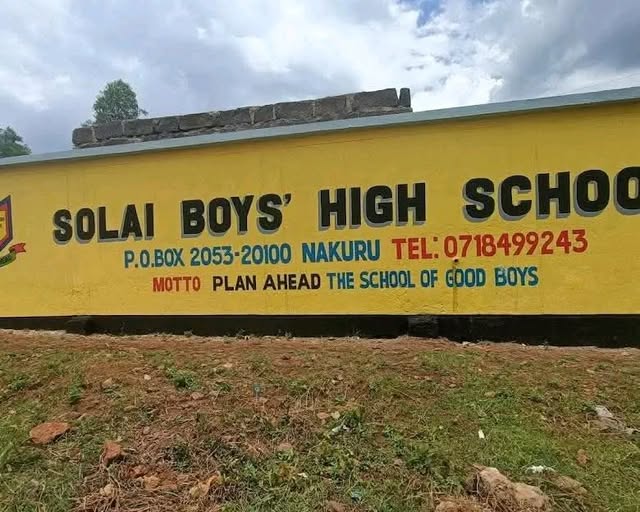 SOLAI BOYS' HIGH SCHOO
P.O.BOX 2053-20100 NAKURU TEL: 0718499243
MOTTO PLAN AHEAD THE SCHOOL OF GOOD BOYS